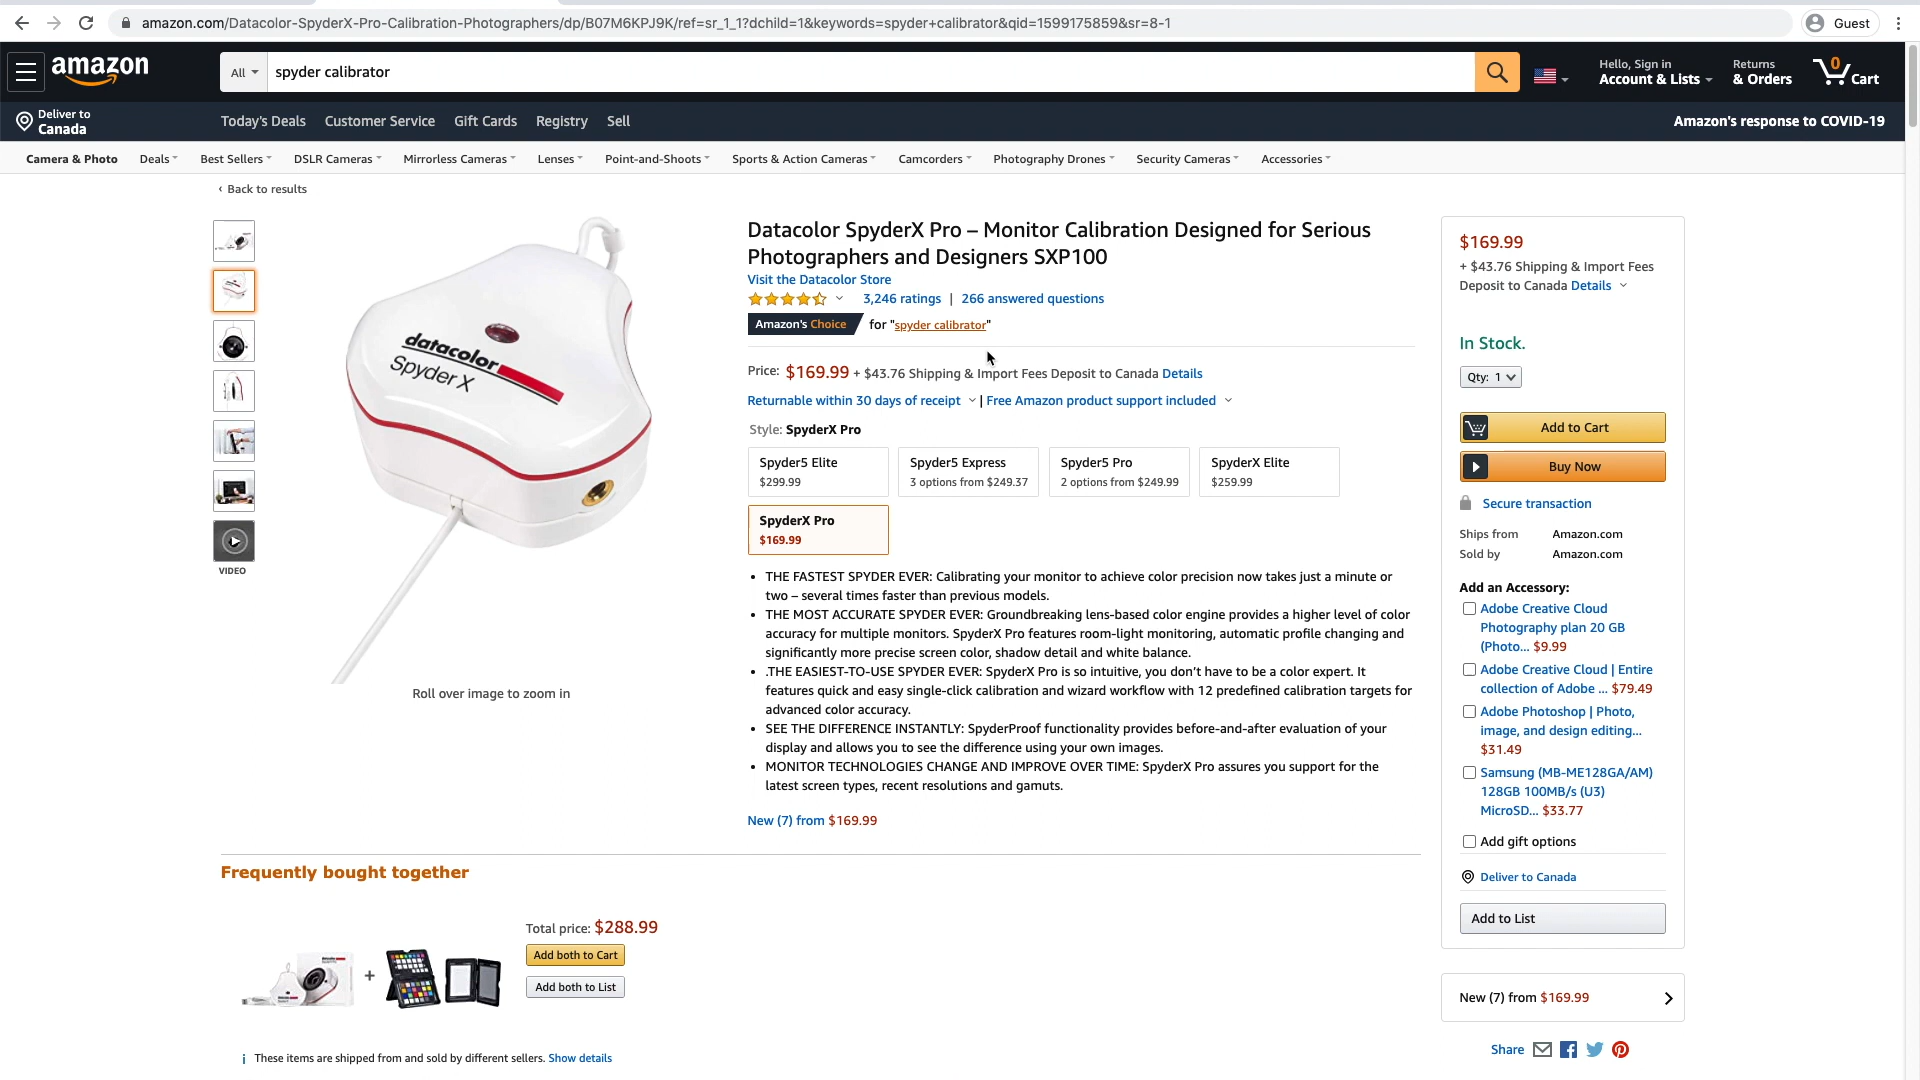 amazon.com/Datacolor-SpyderX-Pro-Calibration-Photographers/dp/B07M6KPJ9K/ref=sr_1_1?dchild=1&keywords=spyder+calibrator&qid=1599175859&sr=8-1
Guest
amazon
All
spyder calibrator
Hello, Sign in
Account & Lists
Returns
& Orders
0
Cart
Deliver to
Canada
Today's Deals
Customer Service
Gift Cards
Registry
Sell
Amazon's response to COVID-19
Camera & Photo
Deals
Best Sellers
DSLR Cameras
Mirrorless Cameras
Lenses
Point-and-Shoots
Sports & Action Cameras
Camcorders
Photography Drones
Security Cameras
Accessories
‹ Back to results
VIDEO
datacolor
Spyder X
Roll over image to zoom in
Datacolor SpyderX Pro – Monitor Calibration Designed for Serious
Photographers and Designers SXP100
Visit the Datacolor Store
3,246 ratings | 266 answered questions
Amazon's Choice for "spyder calibrator"
Price: $169.99 + $43.76 Shipping & Import Fees Deposit to Canada Details
Returnable within 30 days of receipt | Free Amazon product support included
Style: SpyderX Pro
Spyder5 Elite
$299.99
Spyder5 Express
3 options from $249.37
Spyder5 Pro
2 options from $249.99
SpyderX Elite
$259.99
SpyderX Pro
$169.99
• THE FASTEST SPYDER EVER: Calibrating your monitor to achieve color precision now takes just a minute or
two – several times faster than previous models.
• THE MOST ACCURATE SPYDER EVER: Groundbreaking lens-based color engine provides a higher level of color
accuracy for multiple monitors. SpyderX Pro features room-light monitoring, automatic profile changing and
significantly more precise screen color, shadow detail and white balance.
• .THE EASIEST-TO-USE SPYDER EVER: SpyderX Pro is so intuitive, you don’t have to be a color expert. It
features quick and easy single-click calibration and wizard workflow with 12 predefined calibration targets for
advanced color accuracy.
• SEE THE DIFFERENCE INSTANTLY: SpyderProof functionality provides before-and-after evaluation of your
display and allows you to see the difference using your own images.
• MONITOR TECHNOLOGIES CHANGE AND IMPROVE OVER TIME: SpyderX Pro assures you support for the
latest screen types, recent resolutions and gamuts.
New (7) from $169.99
$169.99
+ $43.76 Shipping & Import Fees
Deposit to Canada Details
In Stock.
Qty: 1
Add to Cart
Buy Now
Secure transaction
Ships from Amazon.com
Sold by Amazon.com
Add an Accessory:
Adobe Creative Cloud
Photography plan 20 GB
(Photo... $9.99
Adobe Creative Cloud | Entire
collection of Adobe ... $79.49
Adobe Photoshop | Photo,
image, and design editing...
$31.49
Samsung (MB-ME128GA/AM)
128GB 100MB/s (U3)
MicroSD... $33.77
Add gift options
Deliver to Canada
Add to List
New (7) from $169.99
Share
Frequently bought together
+
Total price: $288.99
Add both to Cart
Add both to List
i These items are shipped from and sold by different sellers. Show details